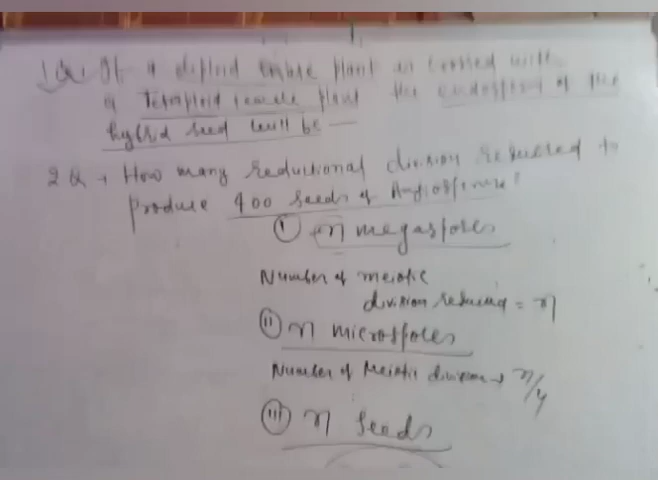 1Q. If a diploid male plant is crossed with
a Tetraploid female plant the endosperm of the
hybrid seed will be —
2Q → How many reductional division required to
Produce 400 seeds of Angiosperms?
(i) n megaspores
Number of meiotic
division required = n
(ii) n microspores
Number of Meiotic division → n/4
(iii) n seeds